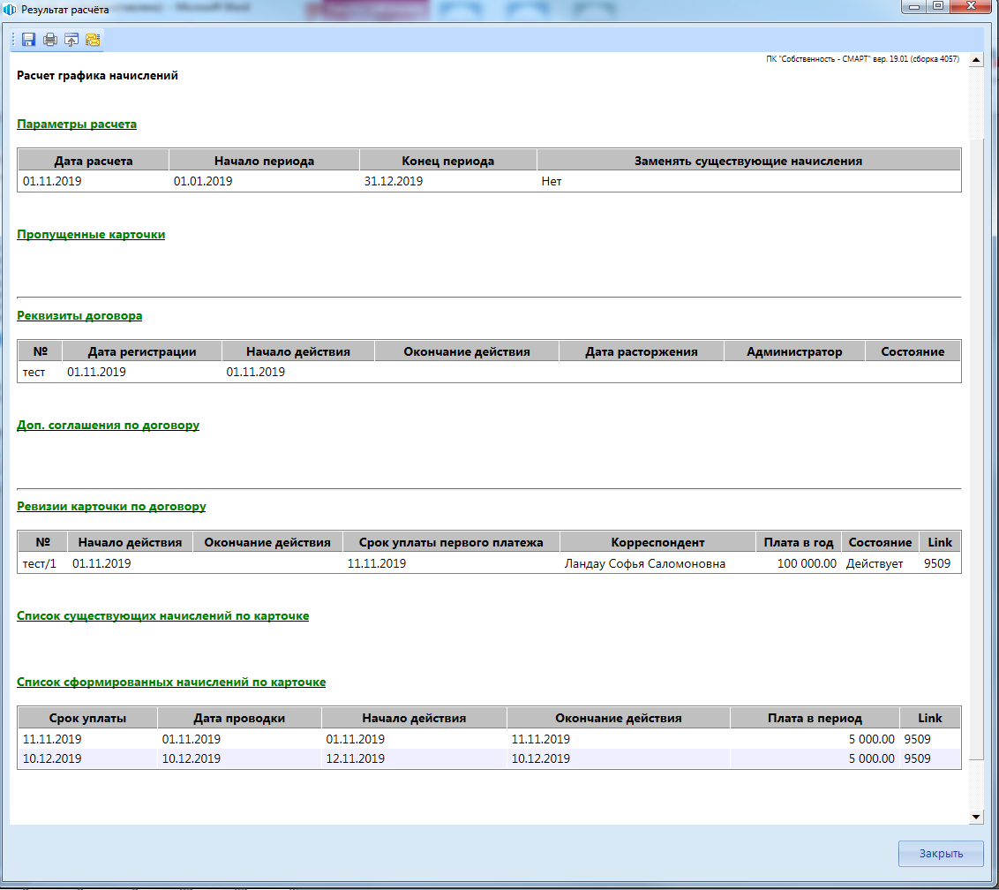 Microsoft Word
Результат расчёта
ПК "Собственность - СМАРТ" вер. 19.01 (сборка 4057)
Расчет графика начислений
Параметры расчета
Дата расчета Начало периода Конец периода Заменять существующие начисления
01.11.2019 01.01.2019 31.12.2019 Нет
Пропущенные карточки
Реквизиты договора
№ Дата регистрации Начало действия Окончание действия Дата расторжения Администратор Состояние
тест 01.11.2019 01.11.2019
Доп. соглашения по договору
Ревизии карточки по договору
№ Начало действия Окончание действия Срок уплаты первого платежа Корреспондент Плата в год Состояние Link
тест/1 01.11.2019 11.11.2019 Ландау Софья Саломоновна 100 000.00 Действует 9509
Список существующих начислений по карточке
Список сформированных начислений по карточке
Срок уплаты Дата проводки Начало действия Окончание действия Плата в период Link
11.11.2019 01.11.2019 01.11.2019 11.11.2019 5 000.00 9509
10.12.2019 10.12.2019 12.11.2019 10.12.2019 5 000.00 9509
Закрыть